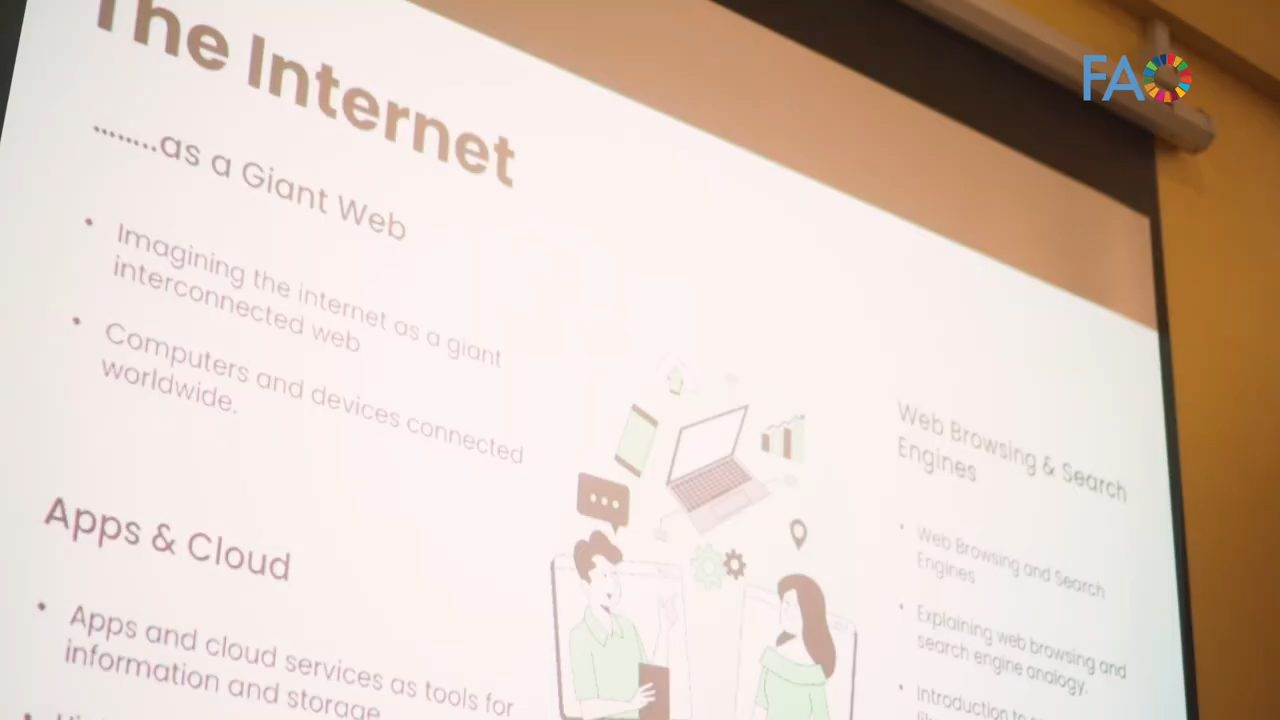 The Internet
........as a Giant Web
• Imagining the internet as a giant
interconnected web
• Computers and devices connected
worldwide.
Apps & Cloud
• Apps and cloud services as tools for
information and storage
Web Browsing & Search
Engines
• Web Browsing and Search
Engines
• Explaining web browsing and
search engine analogy.
• Introduction to
FAO